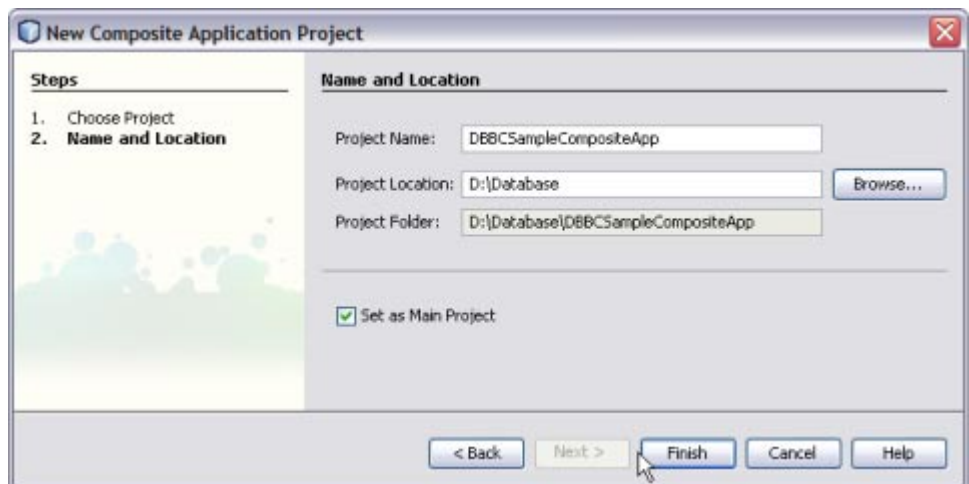 New Composite Application Project
Steps
1. Choose Project
2. Name and Location
Name and Location
Project Name: DBBCSampleCompositeApp
Project Location: D:\Database Browse...
Project Folder: D:\Database\DBBCSampleCompositeApp
Set as Main Project
< Back Next > Finish Cancel Help